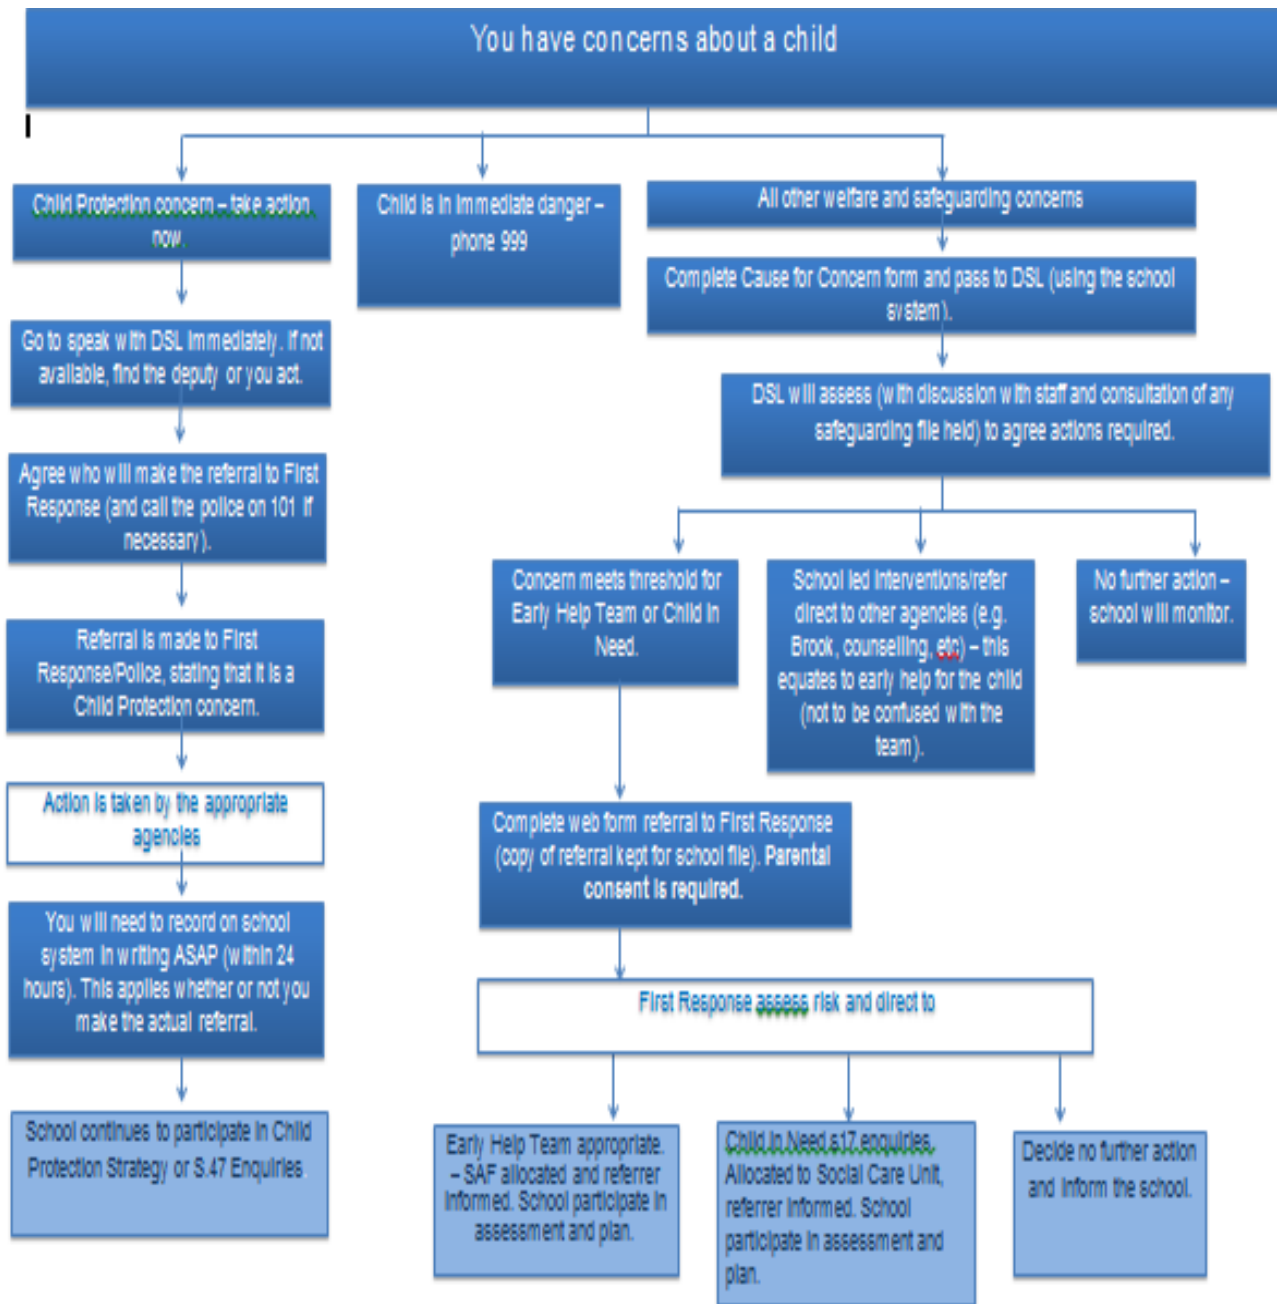 You have concerns about a child
Child Protection concern – take action
now.
Child is in immediate danger –
phone 999
All other welfare and safeguarding concerns
Complete Cause for Concern form and pass to DSL (using the school
system).
Go to speak with DSL immediately. If not
available, find the deputy or you act.
DSL will assess (with discussion with staff and consultation of any
safeguarding file held) to agree actions required.
Agree who will make the referral to First
Response (and call the police on 101 if
necessary).
Concern meets threshold for
Early Help Team or Child in
Need.
School led interventions/refer
direct to other agencies (e.g.
Brook, counselling, etc) – this
equates to early help for the child
(not to be confused with the
team).
No further action –
school will monitor.
Referral is made to First
Response/Police, stating that it is a
Child Protection concern.
Action is taken by the appropriate
agencies
Complete web form referral to First Response
(copy of referral kept for school file). Parental
consent is required.
You will need to record on school
system in writing ASAP (within 24
hours). This applies whether or not you
make the actual referral.
First Response assess risk and direct to
School continues to participate in Child
Protection Strategy or S.47 Enquiries.
Early Help Team appropriate.
– SAF allocated and referrer
informed. School participate in
assessment and plan.
Child in Need s17 enquiries.
Allocated to Social Care Unit,
referrer informed. School
participate in assessment and
plan.
Decide no further action
and inform the school.